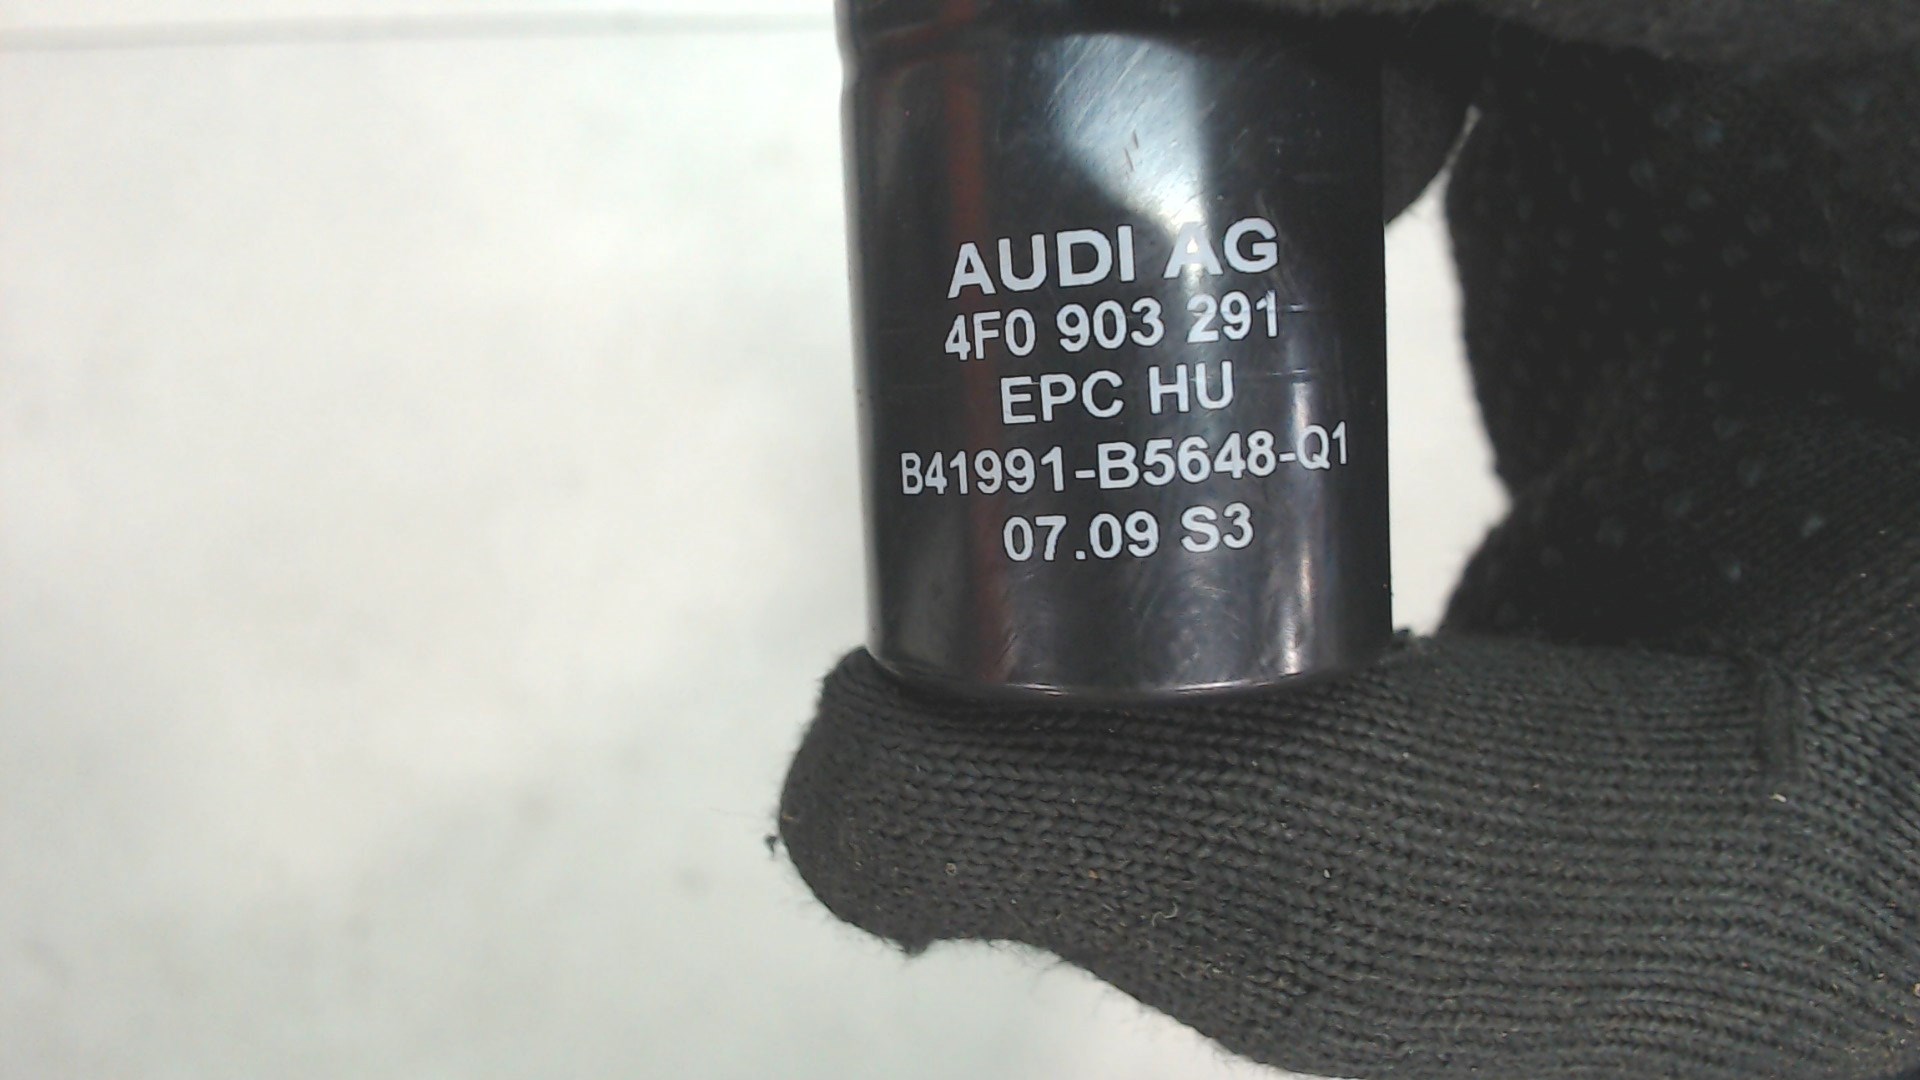 AUDI AG
4F0 903 291
EPC HU
B41991-B5648-Q1
07.09 S3